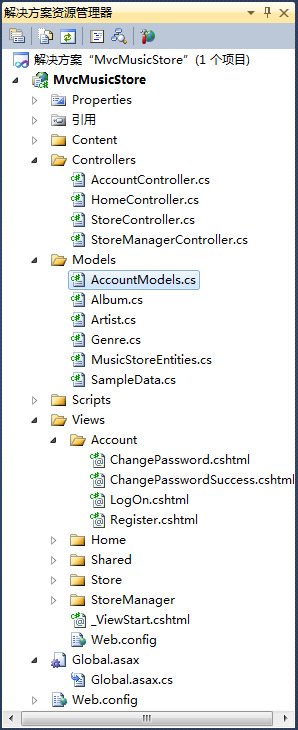 解决方案资源管理器
解决方案“MvcMusicStore”(1 个项目)
MvcMusicStore
Properties
引用
Content
Controllers
AccountController.cs
HomeController.cs
StoreController.cs
StoreManagerController.cs
Models
AccountModels.cs
Album.cs
Artist.cs
Genre.cs
MusicStoreEntities.cs
SampleData.cs
Scripts
Views
Account
ChangePassword.cshtml
ChangePasswordSuccess.cshtml
LogOn.cshtml
Register.cshtml
Home
Shared
Store
StoreManager
_ViewStart.cshtml
Web.config
Global.asax
Global.asax.cs
Web.config